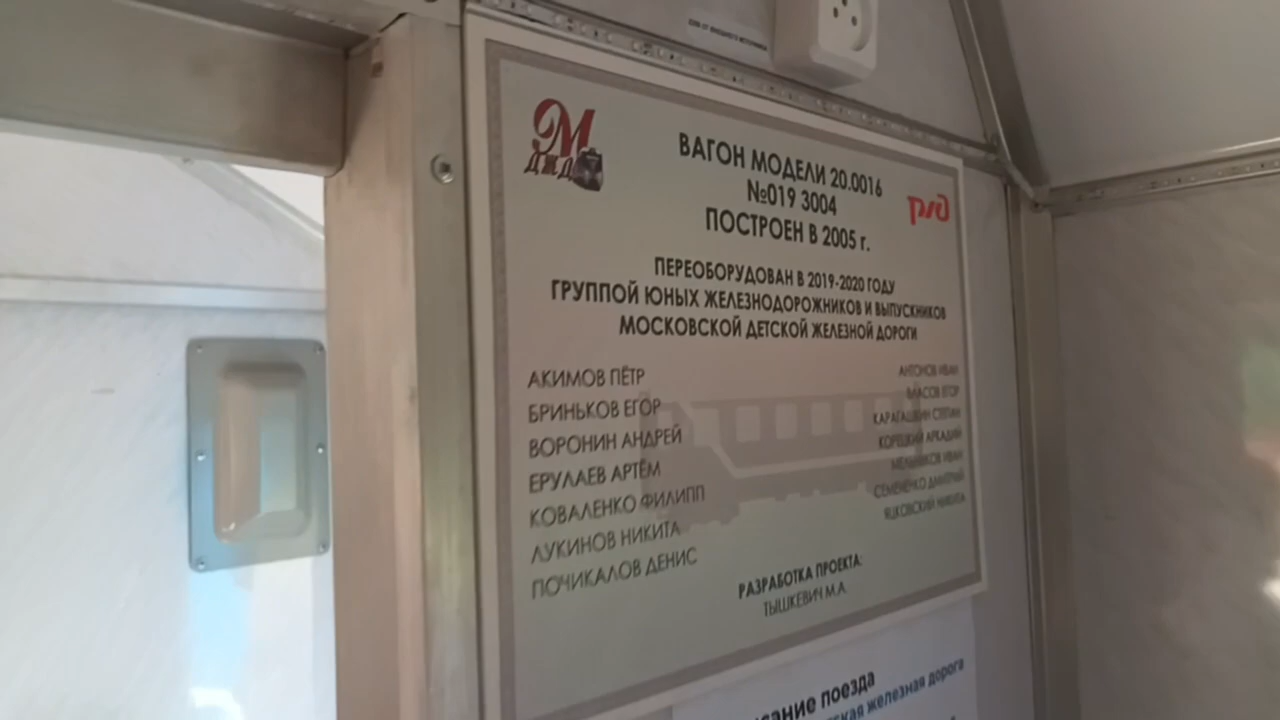 МДЖД
ВАГОН МОДЕЛИ 20.0016
№019 3004
РЖД
ПОСТРОЕН В 2005 г.
ПЕРЕОБОРУДОВАН В 2019-2020 ГОДУ
ГРУППОЙ ЮНЫХ ЖЕЛЕЗНОДОРОЖНИКОВ И ВЫПУСКНИКОВ
МОСКОВСКОЙ ДЕТСКОЙ ЖЕЛЕЗНОЙ ДОРОГИ
АКИМОВ ПЁТР
БРИНЬКОВ ЕГОР
ВОРОНИН АНДРЕЙ
ЕРУЛАЕВ АРТЁМ
КОВАЛЕНКО ФИЛИПП
ЛУКИНОВ НИКИТА
ПОЧИКАЛОВ ДЕНИС
АНТОНОВ ИВАН
ВЛАСОВ ЕГОР
КАРАГАШКИН СТЕПАН
КОРЕЦКИЙ АРКАДИЙ
МЕЛЬНИКОВ ИВАН
СЕМЕНЕНКО ДМИТРИЙ
ЯЦКОВСКИЙ НИКИТА
РАЗРАБОТКА ПРОЕКТА:
ТЫШКЕВИЧ М.А.
поезда
железная дорога